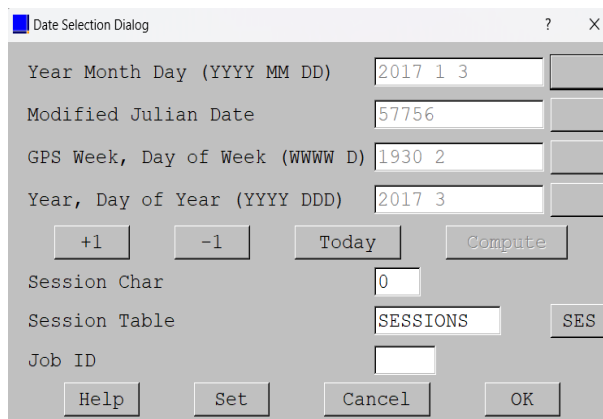 Date Selection Dialog ? X
Year Month Day (YYYY MM DD) 2017 1 3
Modified Julian Date 57756
GPS Week, Day of Week (WWWW D) 1930 2
Year, Day of Year (YYYY DDD) 2017 3
+1 -1 Today Compute
Session Char 0
Session Table SESSIONS SES
Job ID
Help Set Cancel OK